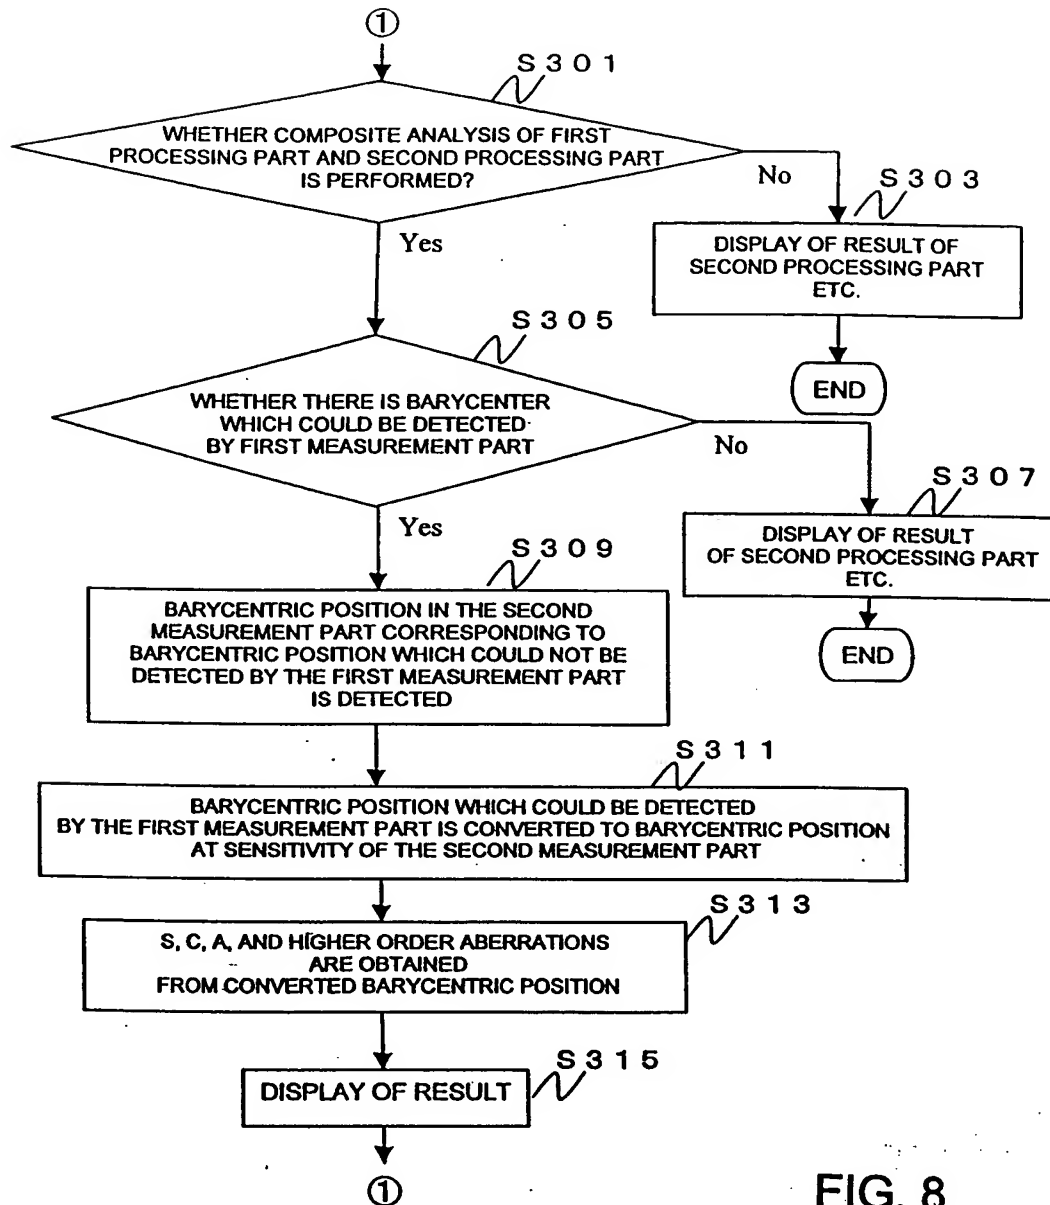 ①
S301
WHETHER COMPOSITE ANALYSIS OF FIRST
PROCESSING PART AND SECOND PROCESSING PART
IS PERFORMED?
No
S303
DISPLAY OF RESULT OF
SECOND PROCESSING PART
ETC.
END
Yes
S305
WHETHER THERE IS BARYCENTER
WHICH COULD BE DETECTED
BY FIRST MEASUREMENT PART
No
S307
DISPLAY OF RESULT
OF SECOND PROCESSING PART
ETC.
END
Yes
S309
BARYCENTRIC POSITION IN THE SECOND
MEASUREMENT PART CORRESPONDING TO
BARYCENTRIC POSITION WHICH COULD NOT BE
DETECTED BY THE FIRST MEASUREMENT PART
IS DETECTED
S311
BARYCENTRIC POSITION WHICH COULD BE DETECTED
BY THE FIRST MEASUREMENT PART IS CONVERTED TO BARYCENTRIC POSITION
AT SENSITIVITY OF THE SECOND MEASUREMENT PART
S313
S, C, A, AND HIGHER ORDER ABERRATIONS
ARE OBTAINED
FROM CONVERTED BARYCENTRIC POSITION
S315
DISPLAY OF RESULT
①
FIG. 8